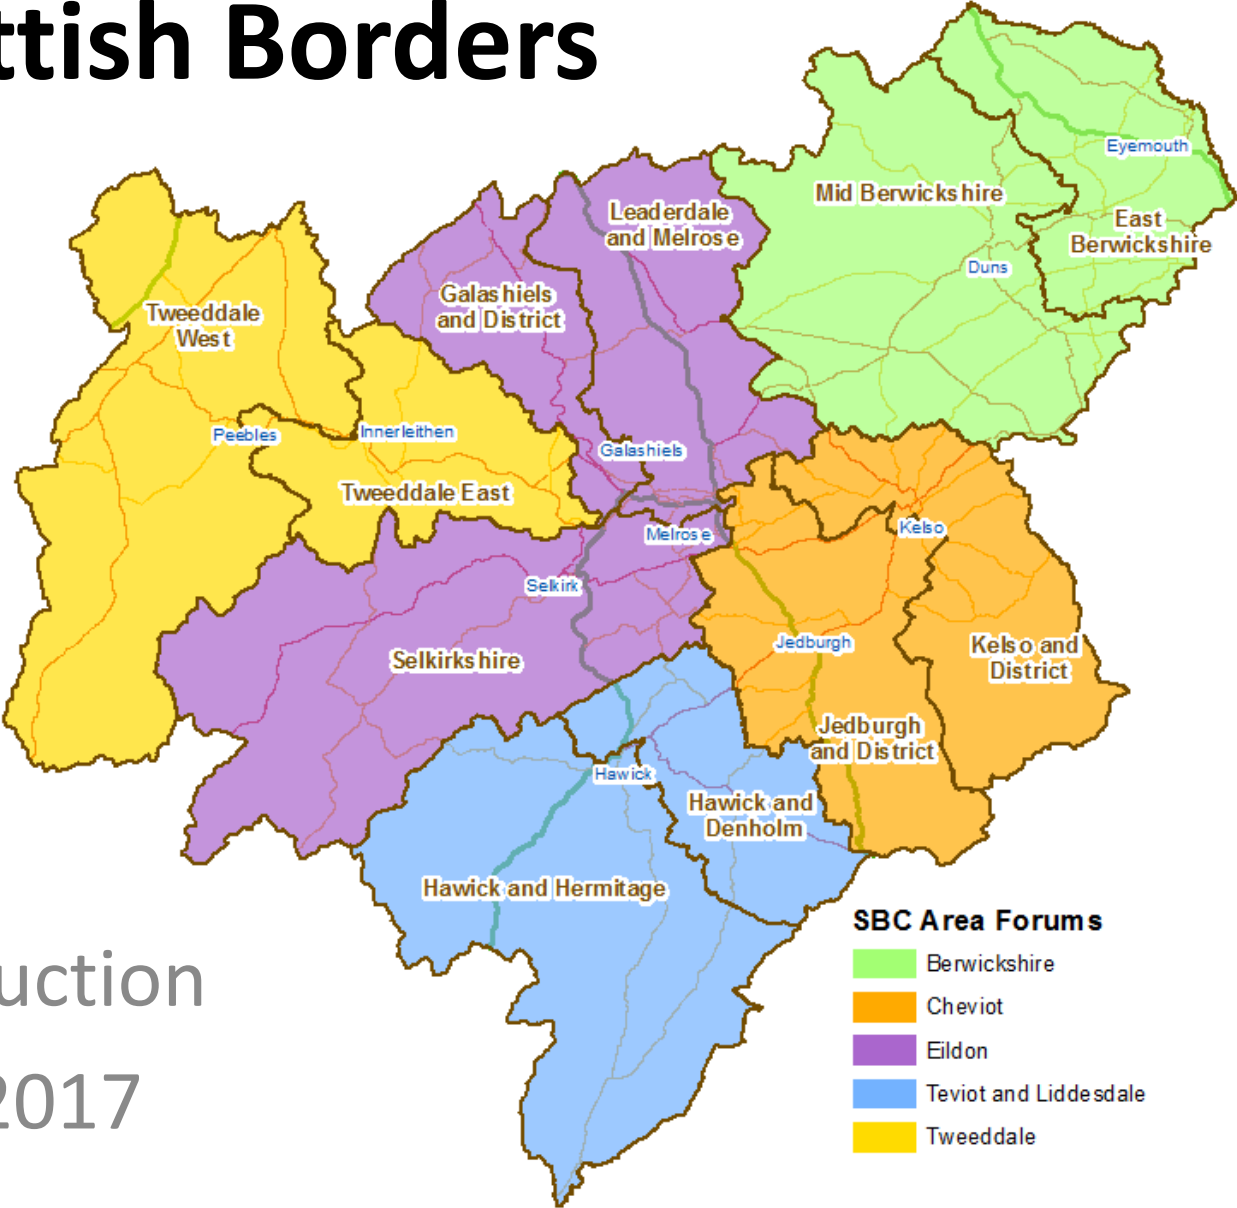 ttish Borders
Eyemouth
Mid Berwickshire
Leaderdale
and Melrose
East
Berwickshire
Duns
Galashiels
and District
Tweeddale
West
Peebles
Innerleithen
Galashiels
Tweeddale East
Kelso
Melrose
Selkirk
Jedburgh
Kelso and
District
Selkirkshire
Jedburgh
and District
Hawick
Hawick and
Denholm
Hawick and Hermitage
SBC Area Forums
Berwickshire
Cheviot
Eildon
Teviot and Liddesdale
Tweeddale
uction
2017